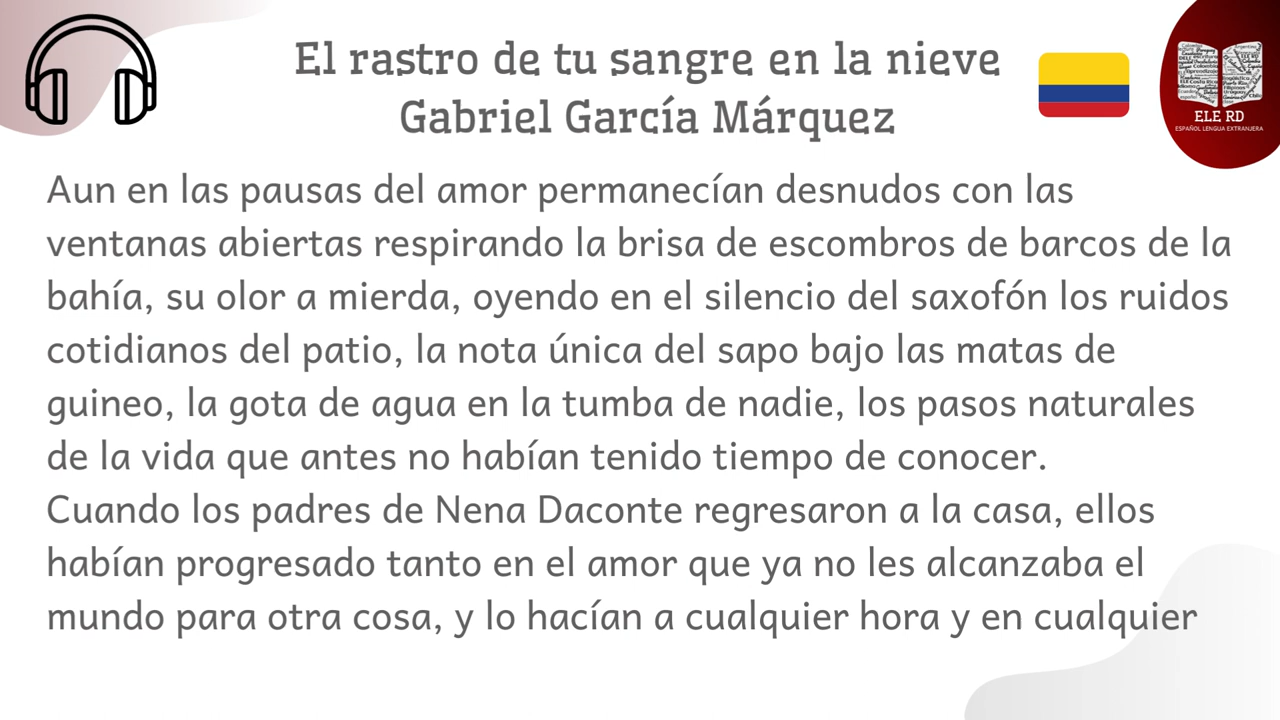 El rastro de tu sangre en la nieve
Gabriel García Márquez
ELE RD
ESPAÑOL LENGUA EXTRANJERA
Aun en las pausas del amor permanecían desnudos con las
ventanas abiertas respirando la brisa de escombros de barcos de la
bahía, su olor a mierda, oyendo en el silencio del saxofón los ruidos
cotidianos del patio, la nota única del sapo bajo las matas de
guineo, la gota de agua en la tumba de nadie, los pasos naturales
de la vida que antes no habían tenido tiempo de conocer.
Cuando los padres de Nena Daconte regresaron a la casa, ellos
habían progresado tanto en el amor que ya no les alcanzaba el
mundo para otra cosa, y lo hacían a cualquier hora y en cualquier